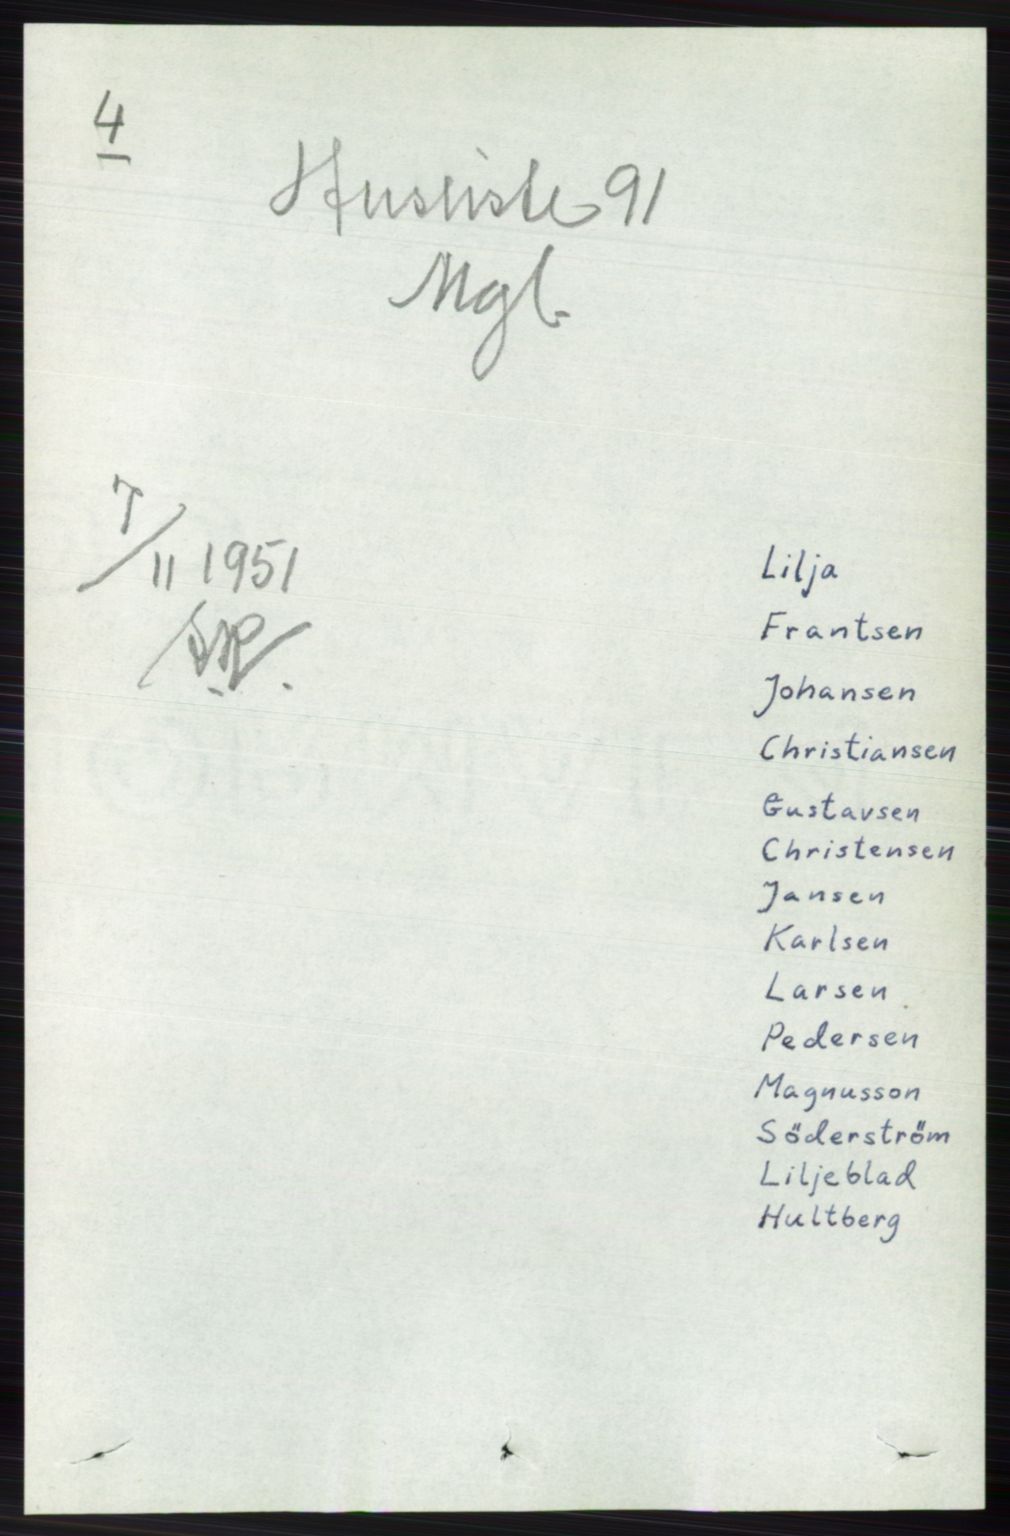 4
Husliste 91
Mgl.
7/11 1951
Lilja
Frantsen
Johansen
Christiansen
Gustavsen
Christensen
Jansen
Karlsen
Larsen
Pedersen
Magnusson
Söderström
Liljeblad
Hultberg